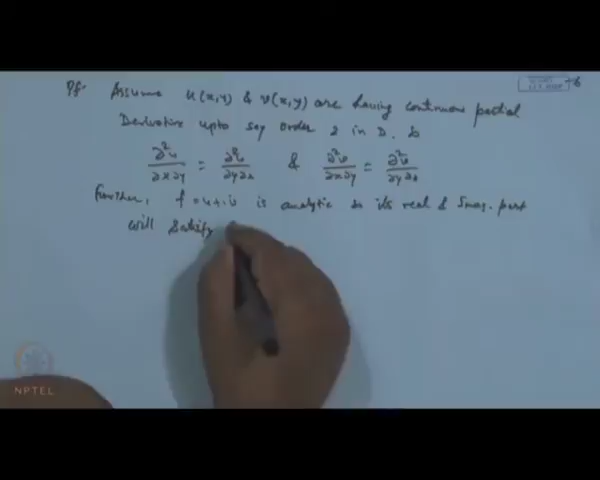 Pf. Assume u(x,y) & v(x,y) are having continuous partial
Derivative upto say order 2 in D. So
∂²u/∂x∂y = ∂²u/∂y∂x & ∂²v/∂x∂y = ∂²v/∂y∂x
Further, f = u+iv is analytic so its real & Imag. part
will satisfy
NPTEL